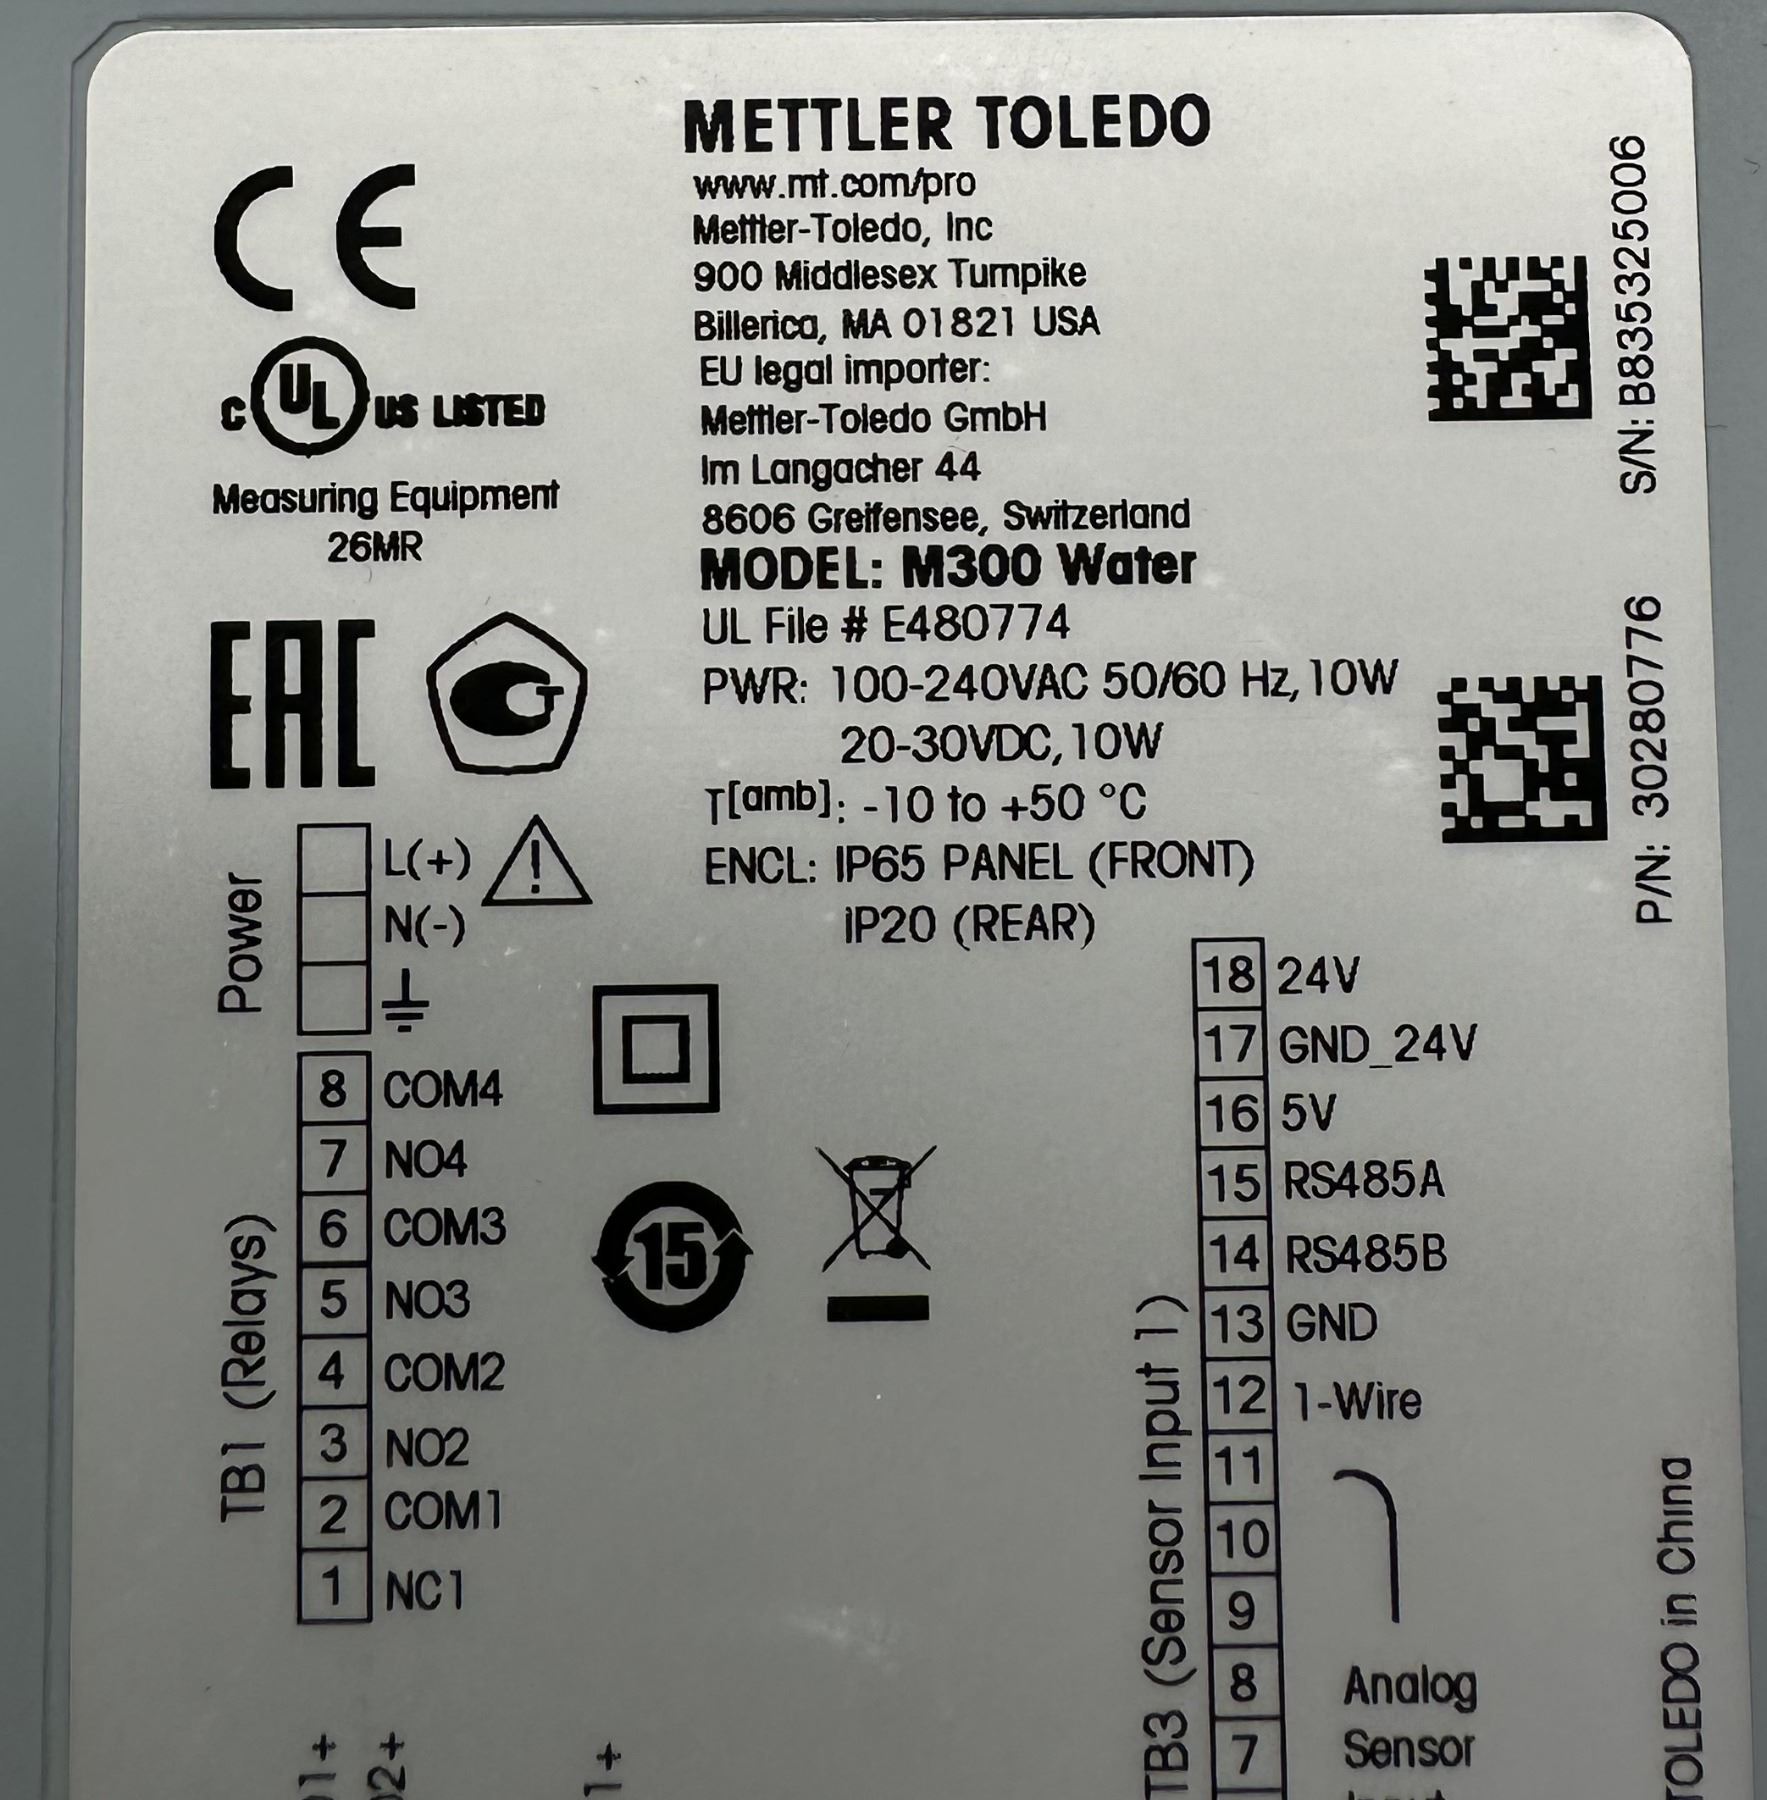 METTLER TOLEDO
www.mt.com/pro
Mettler-Toledo, Inc
900 Middlesex Turnpike
Billerica, MA 01821 USA
EU legal importer:
Mettler-Toledo GmbH
Im Langacher 44
8606 Greifensee, Switzerland
MODEL: M300 Water
UL File # E480774
PWR: 100-240VAC 50/60 Hz, 10W
20-30VDC, 10W
T[amb]: -10 to +50 °C
ENCL: IP65 PANEL (FRONT)
IP20 (REAR)
CE
C UL US LISTED
Measuring Equipment
26MR
EAC
S/N: B835325006
P/N: 30280776
Power
L(+)
N(-)
TB1 (Relays)
8 COM4
7 NO4
6 COM3
5 NO3
4 COM2
3 NO2
2 COM1
1 NC1
15
TB3 (Sensor Input 1)
18 24V
17 GND_24V
16 5V
15 RS485A
14 RS485B
13 GND
12 1-Wire
11
10
9
8
7
Analog
Sensor
TOLEDO in China
1+
2+
1+